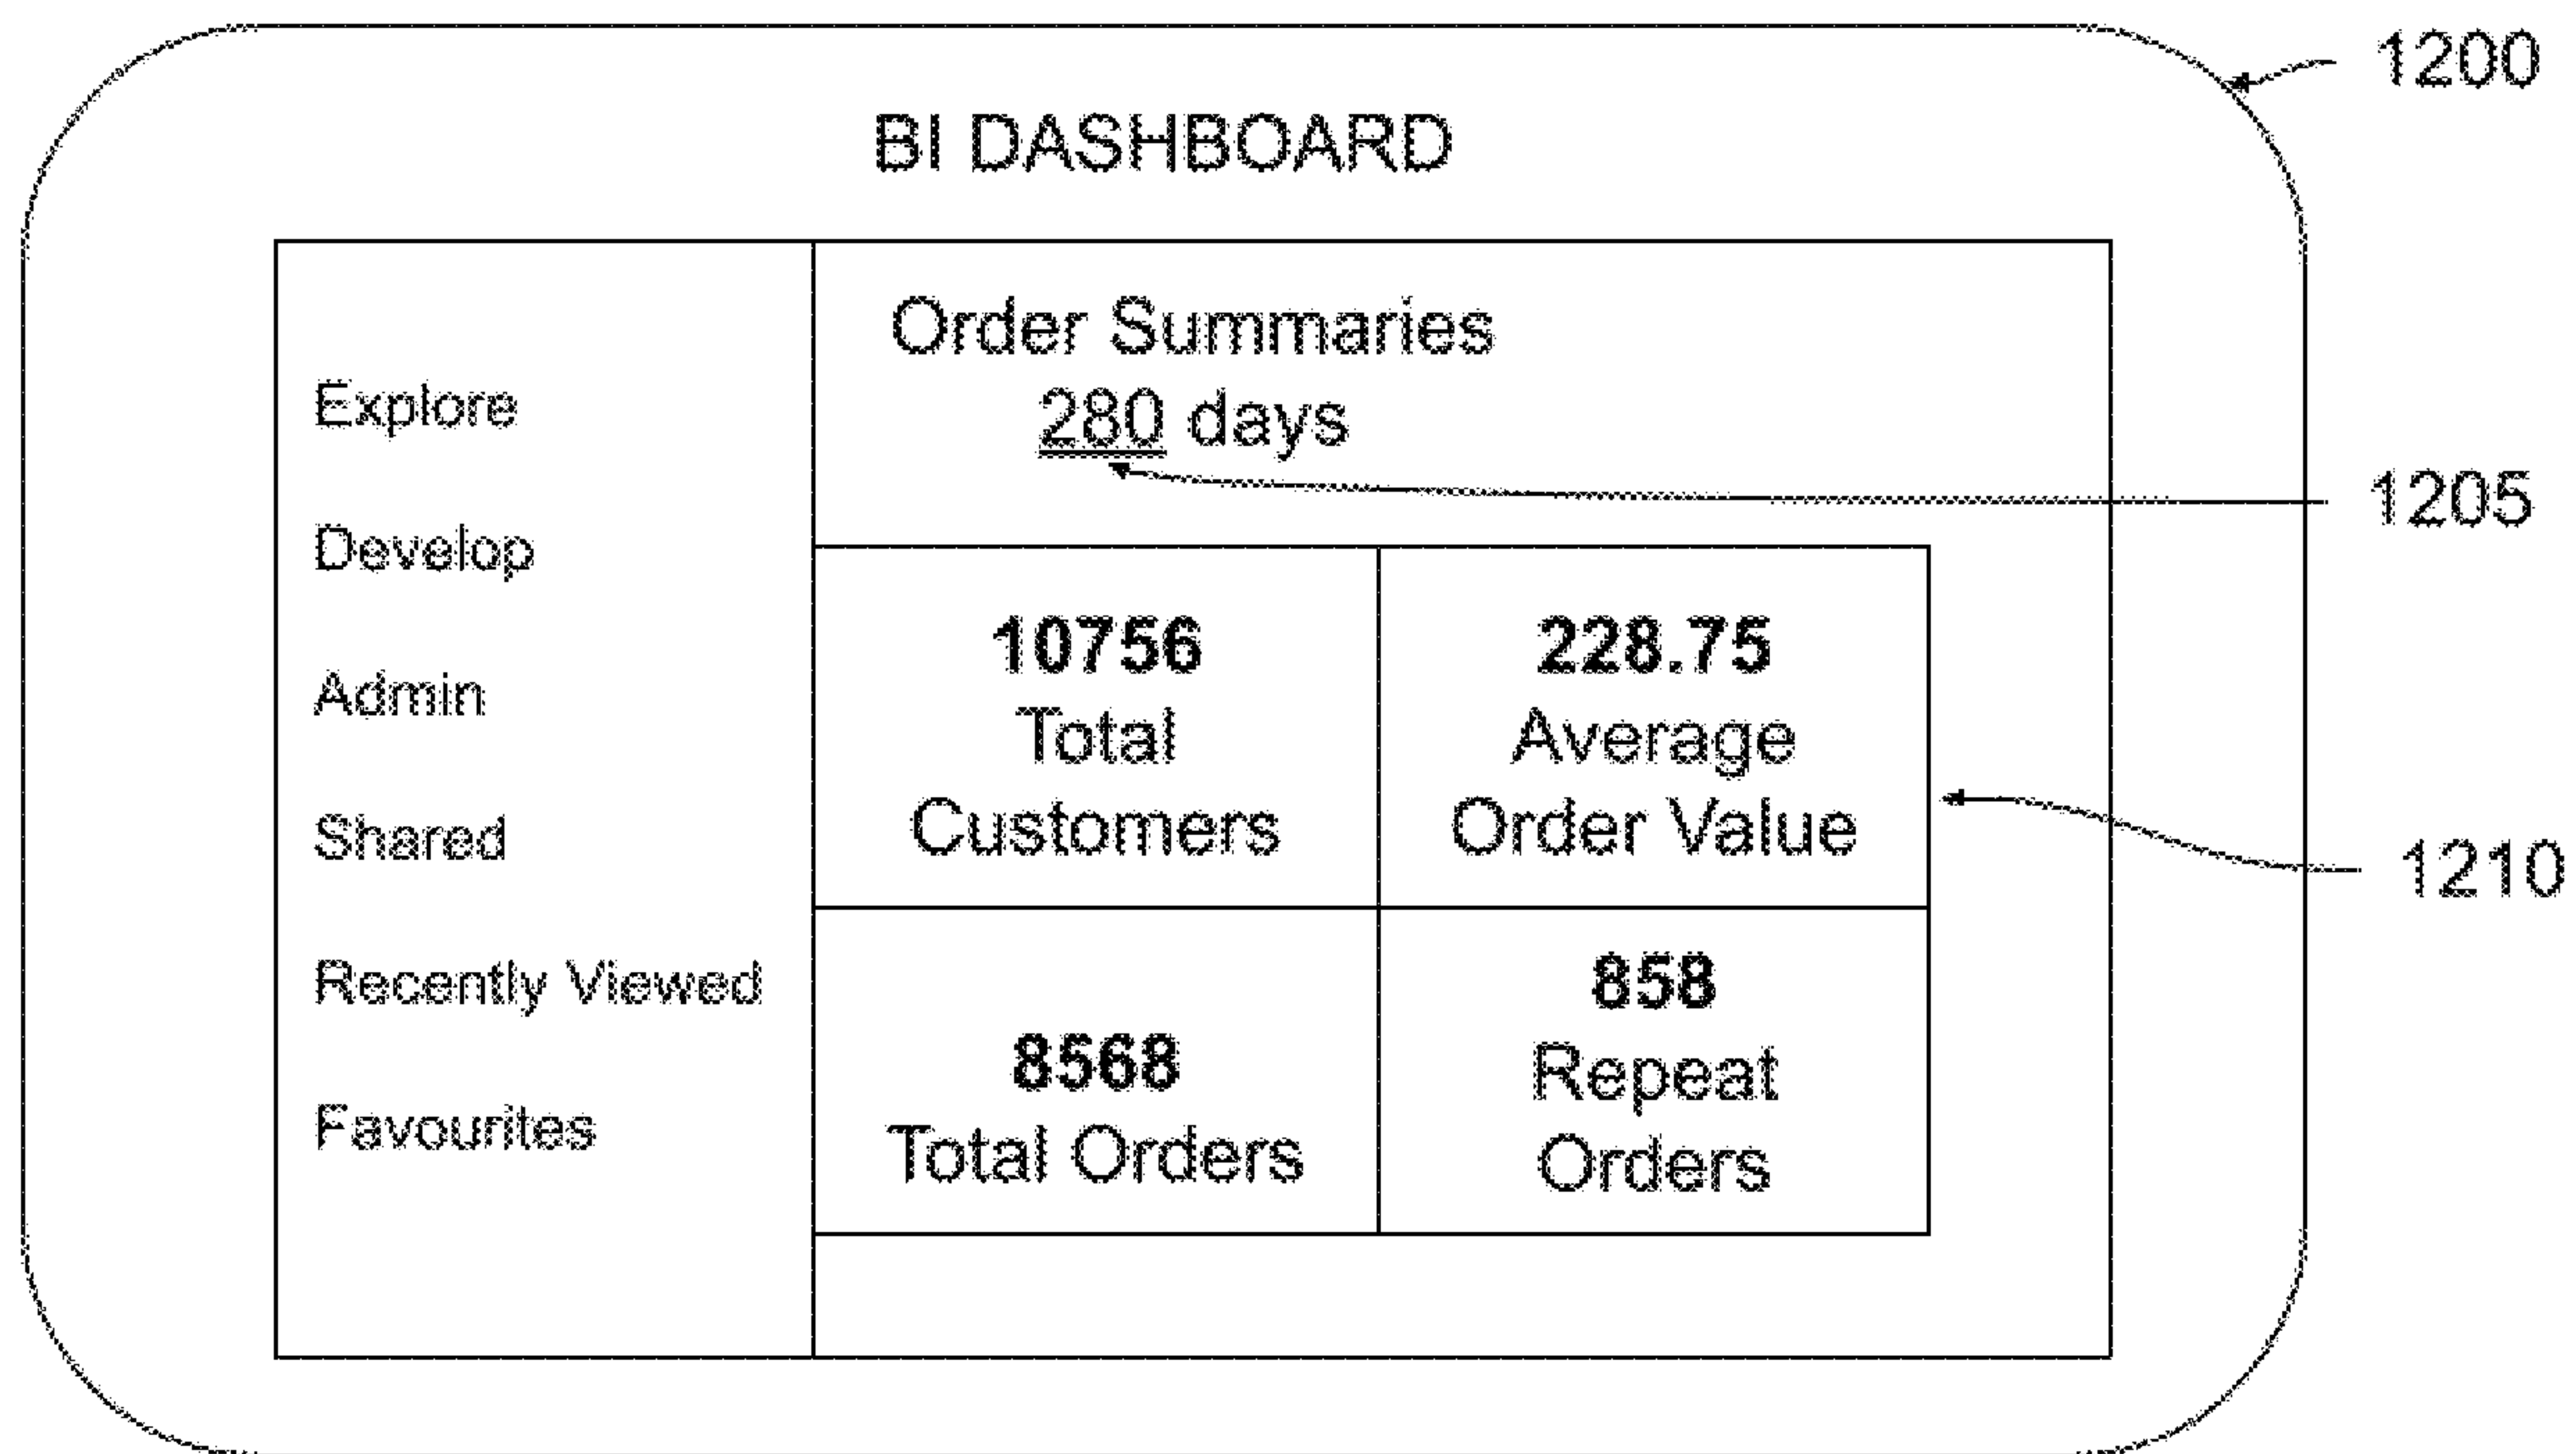 1200
BI DASHBOARD
Explore
Develop
Admin
Shared
Recently Viewed
Favourites
Order Summaries
280 days
1205
10756
Total
Customers
228.75
Average
Order Value
1210
8568
Total Orders
858
Repeat
Orders